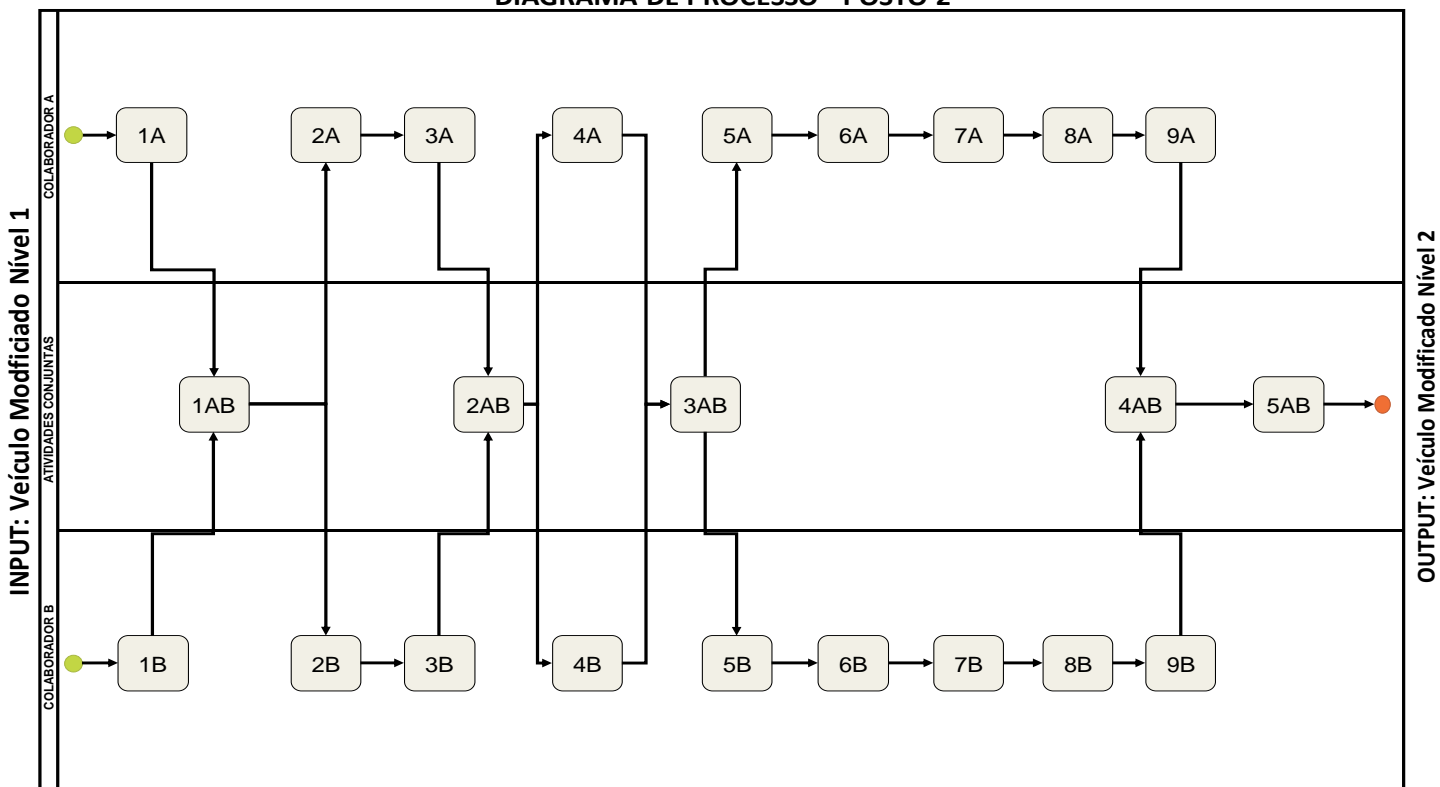 DIAGRAMA DE PROCESSO - POSTO 2
INPUT: Veículo Modficiado Nível 1
COLABORADOR A
1A
2A
3A
4A
5A
6A
7A
8A
9A
ATIVIDADES CONJUNTAS
1AB
2AB
3AB
4AB
5AB
COLABORADOR B
1B
2B
3B
4B
5B
6B
7B
8B
9B
OUTPUT: Veículo Modificado Nível 2